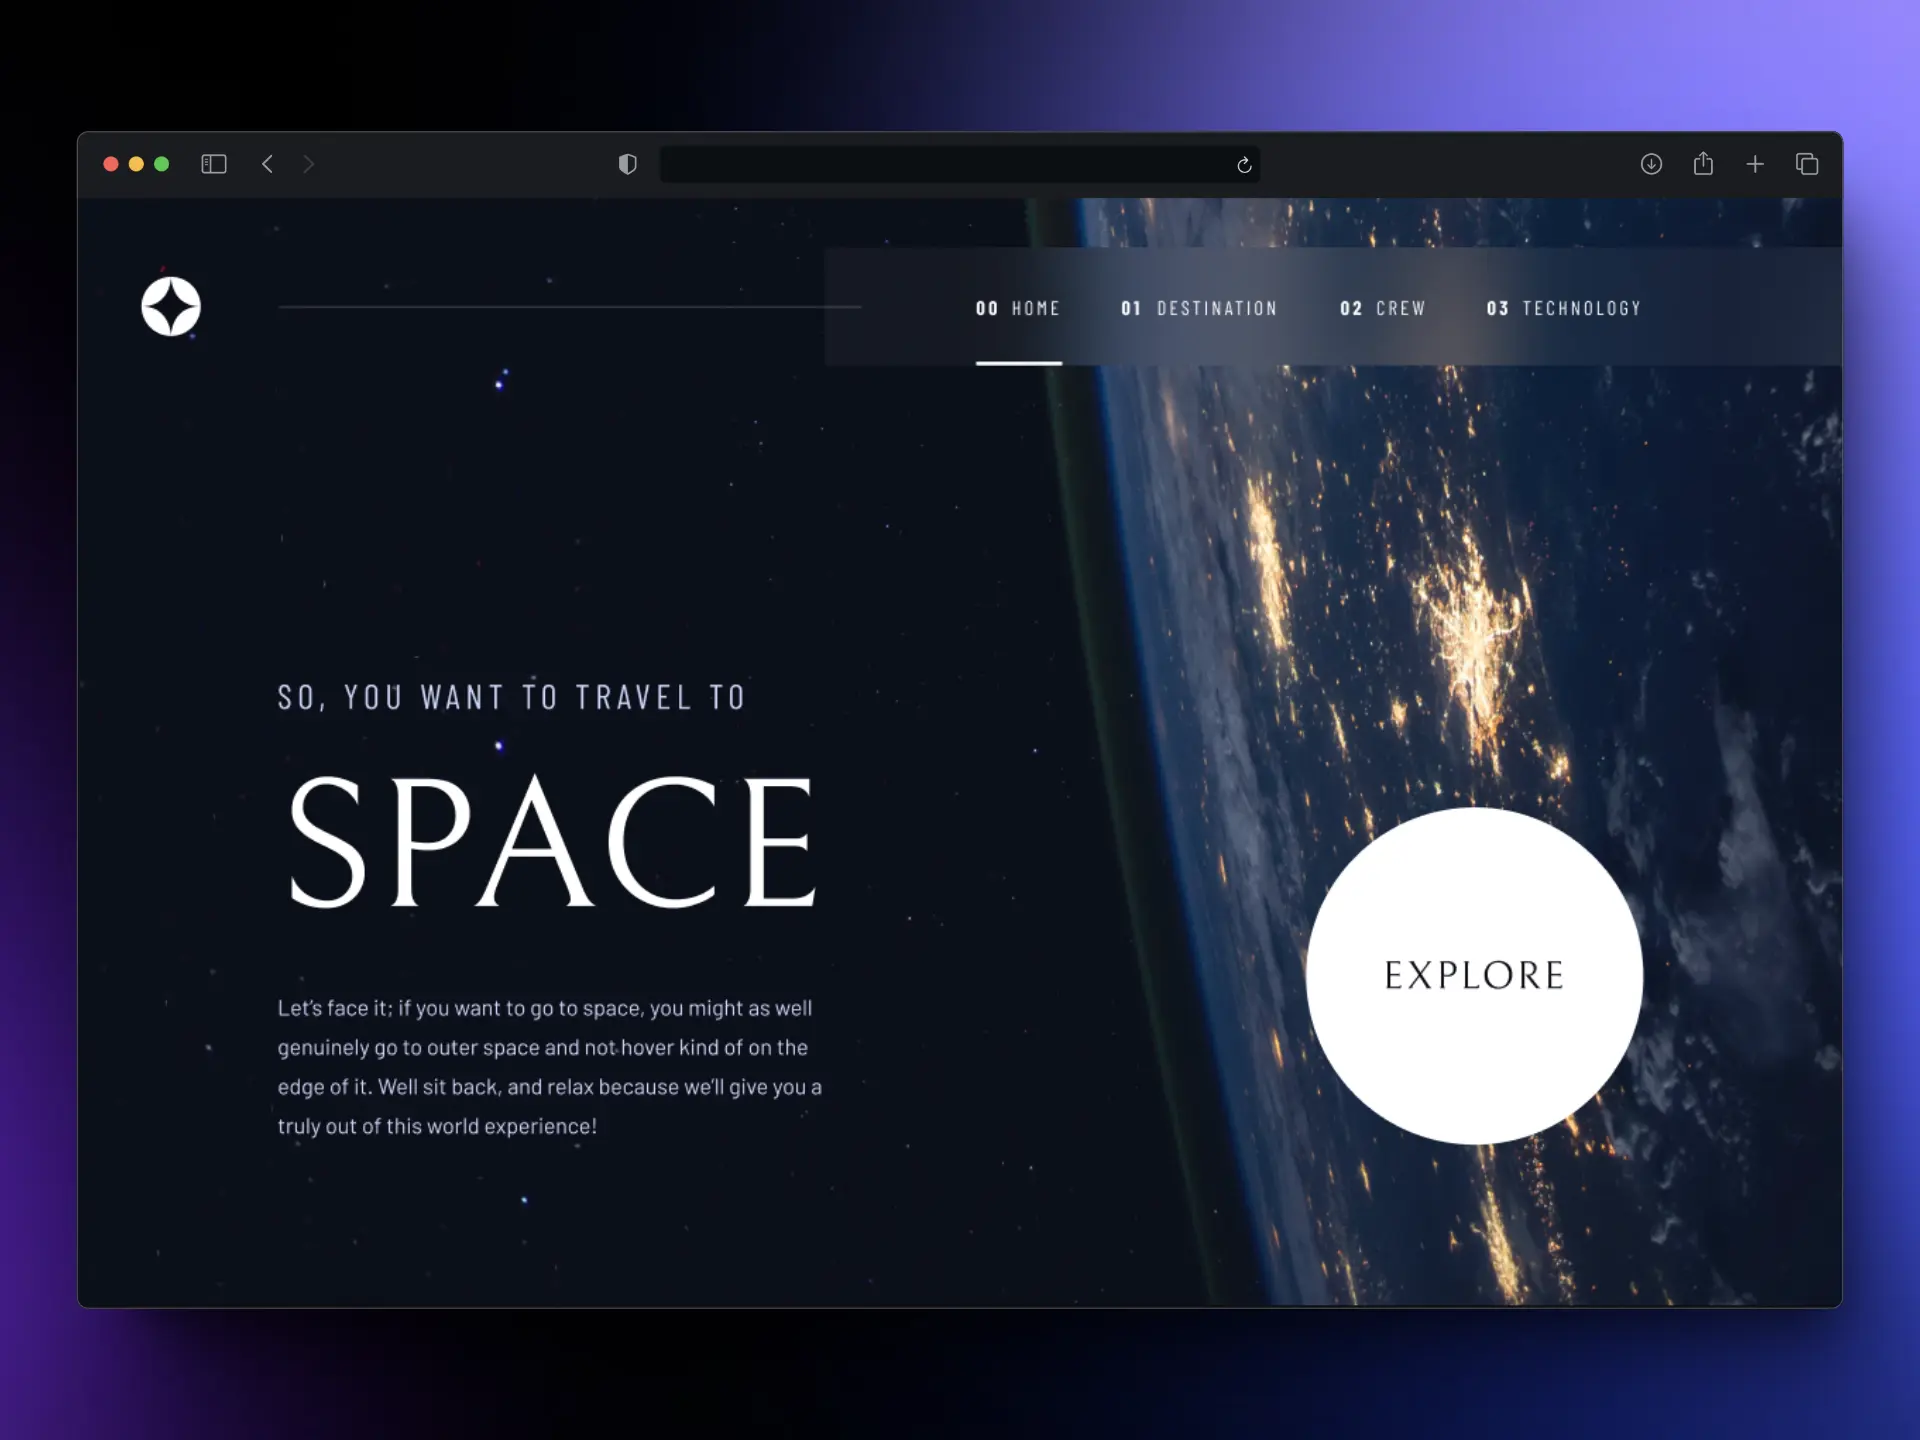 00 HOME 01 DESTINATION 02 CREW 03 TECHNOLOGY
SO, YOU WANT TO TRAVEL TO
SPACE
Let’s face it; if you want to go to space, you might as well
genuinely go to outer space and not hover kind of on the
edge of it. Well sit back, and relax because we’ll give you a
truly out of this world experience!
EXPLORE